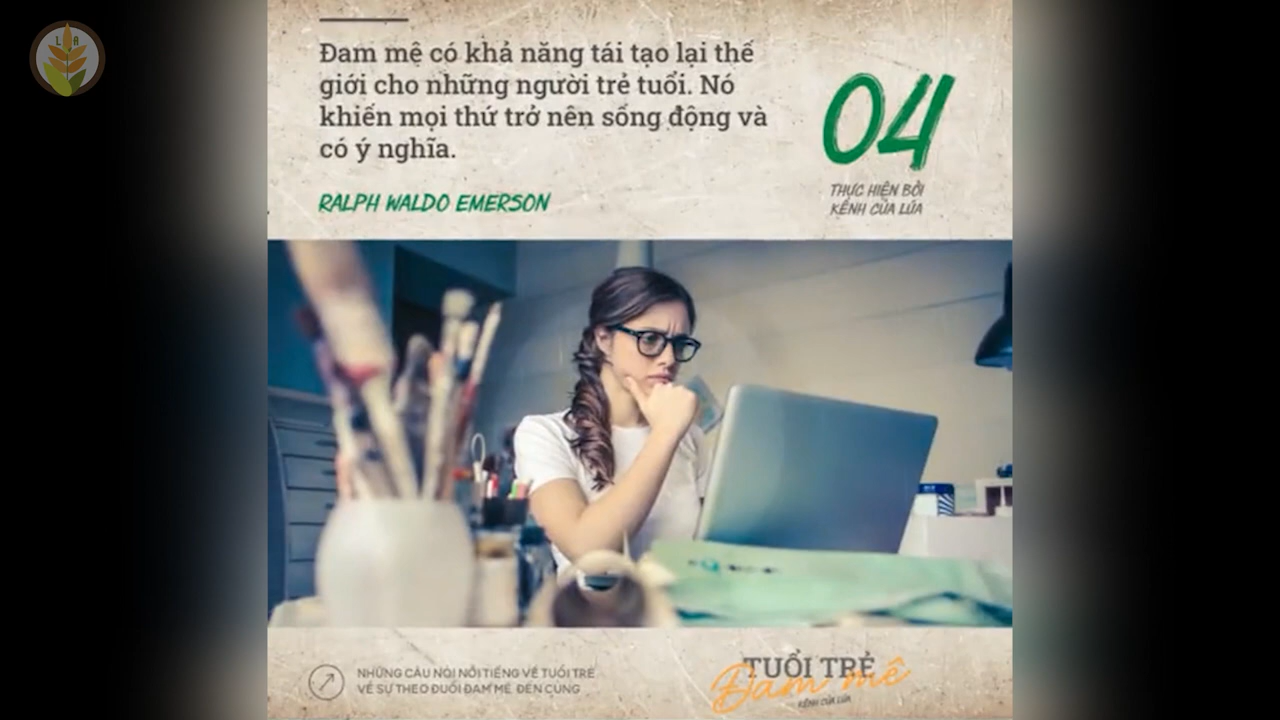 L A
Đam mê có khả năng tái tạo lại thế
giới cho những người trẻ tuổi. Nó
khiến mọi thứ trở nên sống động và
có ý nghĩa.
RALPH WALDO EMERSON
04
THỰC HIỆN BỞI
KÊNH CỦA LÚA
NHỮNG CÂU NÓI NỔI TIẾNG VỀ TUỔI TRẺ
VỀ SỰ THEO ĐUỔI ĐAM MÊ ĐẾN CÙNG
TUỔI TRẺ
Đam mê
KÊNH CỦA LÚA